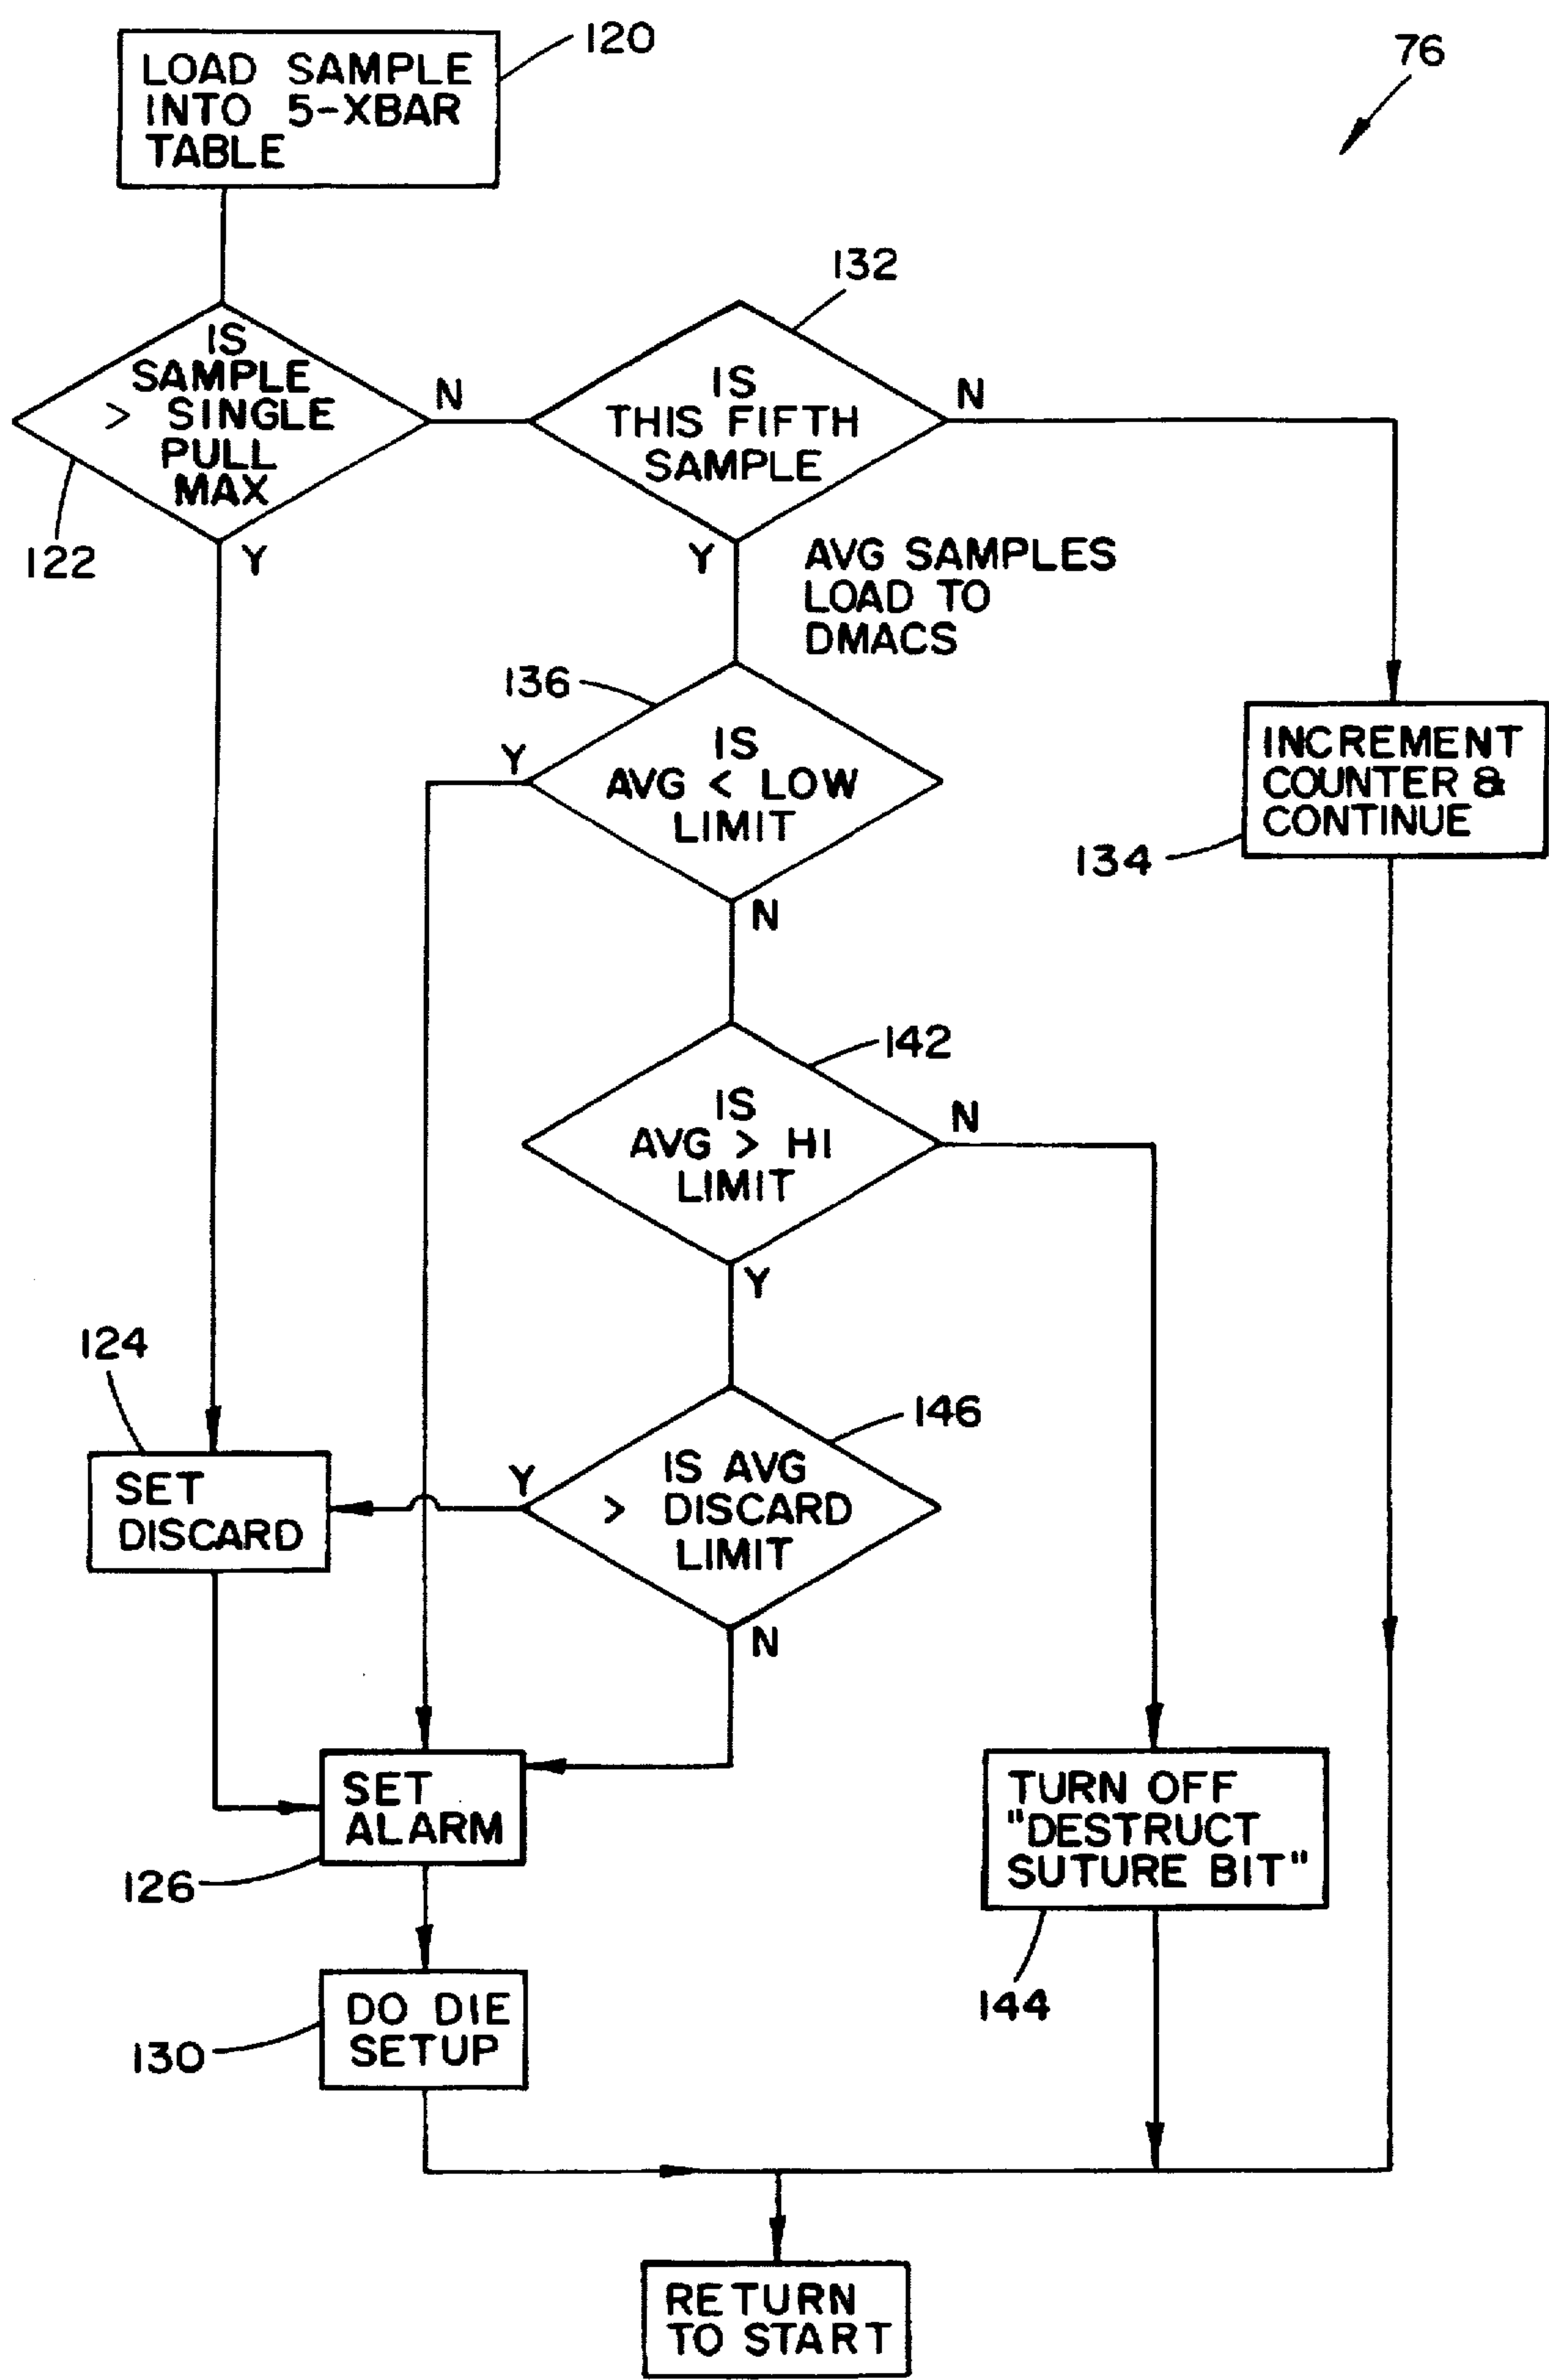 120
76
LOAD SAMPLE
INTO 5-XBAR
TABLE
132
IS
SAMPLE
> SINGLE
PULL
MAX
N
IS
THIS FIFTH
SAMPLE
N
122
Y
Y
AVG SAMPLES
LOAD TO
DMACS
136
Y
IS
AVG < LOW
LIMIT
N
INCREMENT
COUNTER &
CONTINUE
134
142
IS
AVG > HI
LIMIT
N
Y
124
SET
DISCARD
146
Y
IS AVG
> DISCARD
LIMIT
N
SET
ALARM
126
TURN OFF
"DESTRUCT
SUTURE BIT"
144
DO DIE
SETUP
130
RETURN
TO START